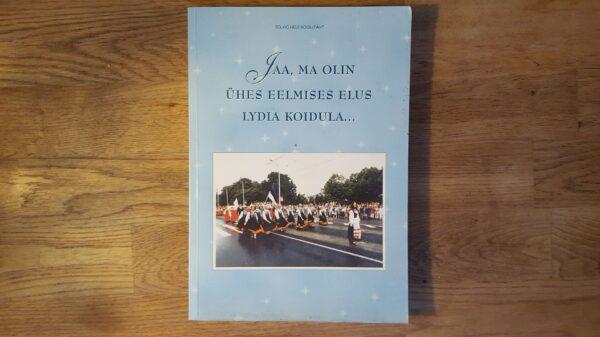 JAA, MA OLIN
ÜHES EELMISES ELUS
LYDIA KOIDULA...